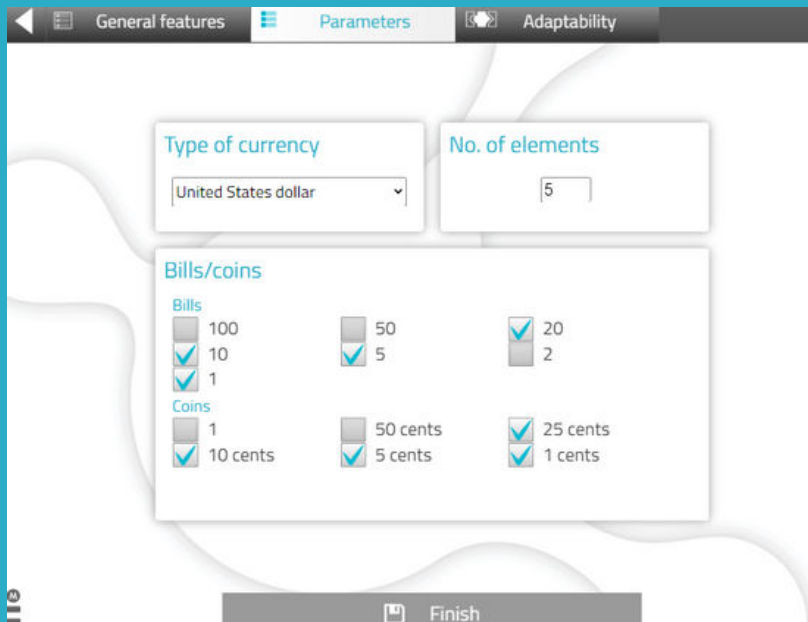 General features Parameters Adaptability
Type of currency No. of elements
United States dollar 5
Bills/coins
Bills
100 50 20
10 5 2
1
Coins
1 50 cents 25 cents
10 cents 5 cents 1 cents
M
Finish